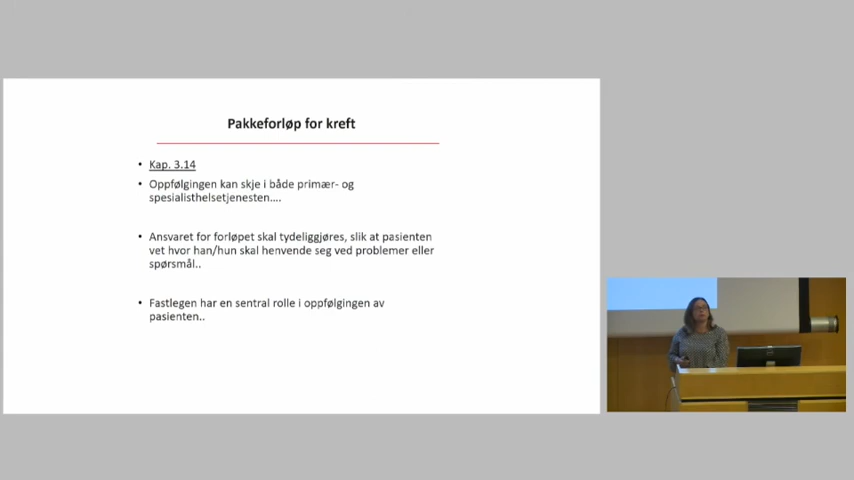 Pakkeforløp for kreft
• Kap. 3.14
• Oppfølgingen kan skje i både primær- og
spesialisthelsetjenesten....
• Ansvaret for forløpet skal tydeliggjøres, slik at pasienten
vet hvor han/hun skal henvende seg ved problemer eller
spørsmål..
• Fastlegen har en sentral rolle i oppfølgingen av
pasienten..